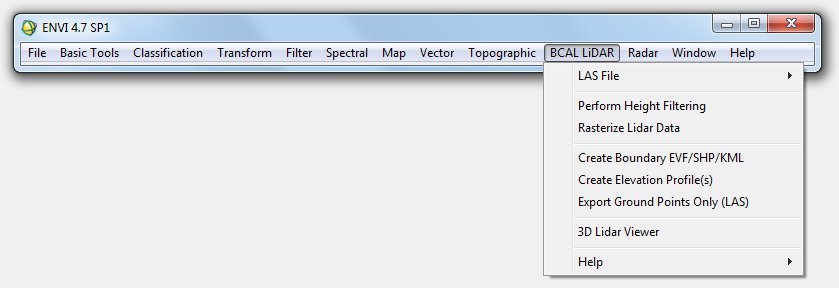 ENVI 4.7 SP1
File Basic Tools Classification Transform Filter Spectral Map Vector Topographic BCAL LiDAR Radar Window Help
LAS File
Perform Height Filtering
Rasterize Lidar Data
Create Boundary EVF/SHP/KML
Create Elevation Profile(s)
Export Ground Points Only (LAS)
3D Lidar Viewer
Help